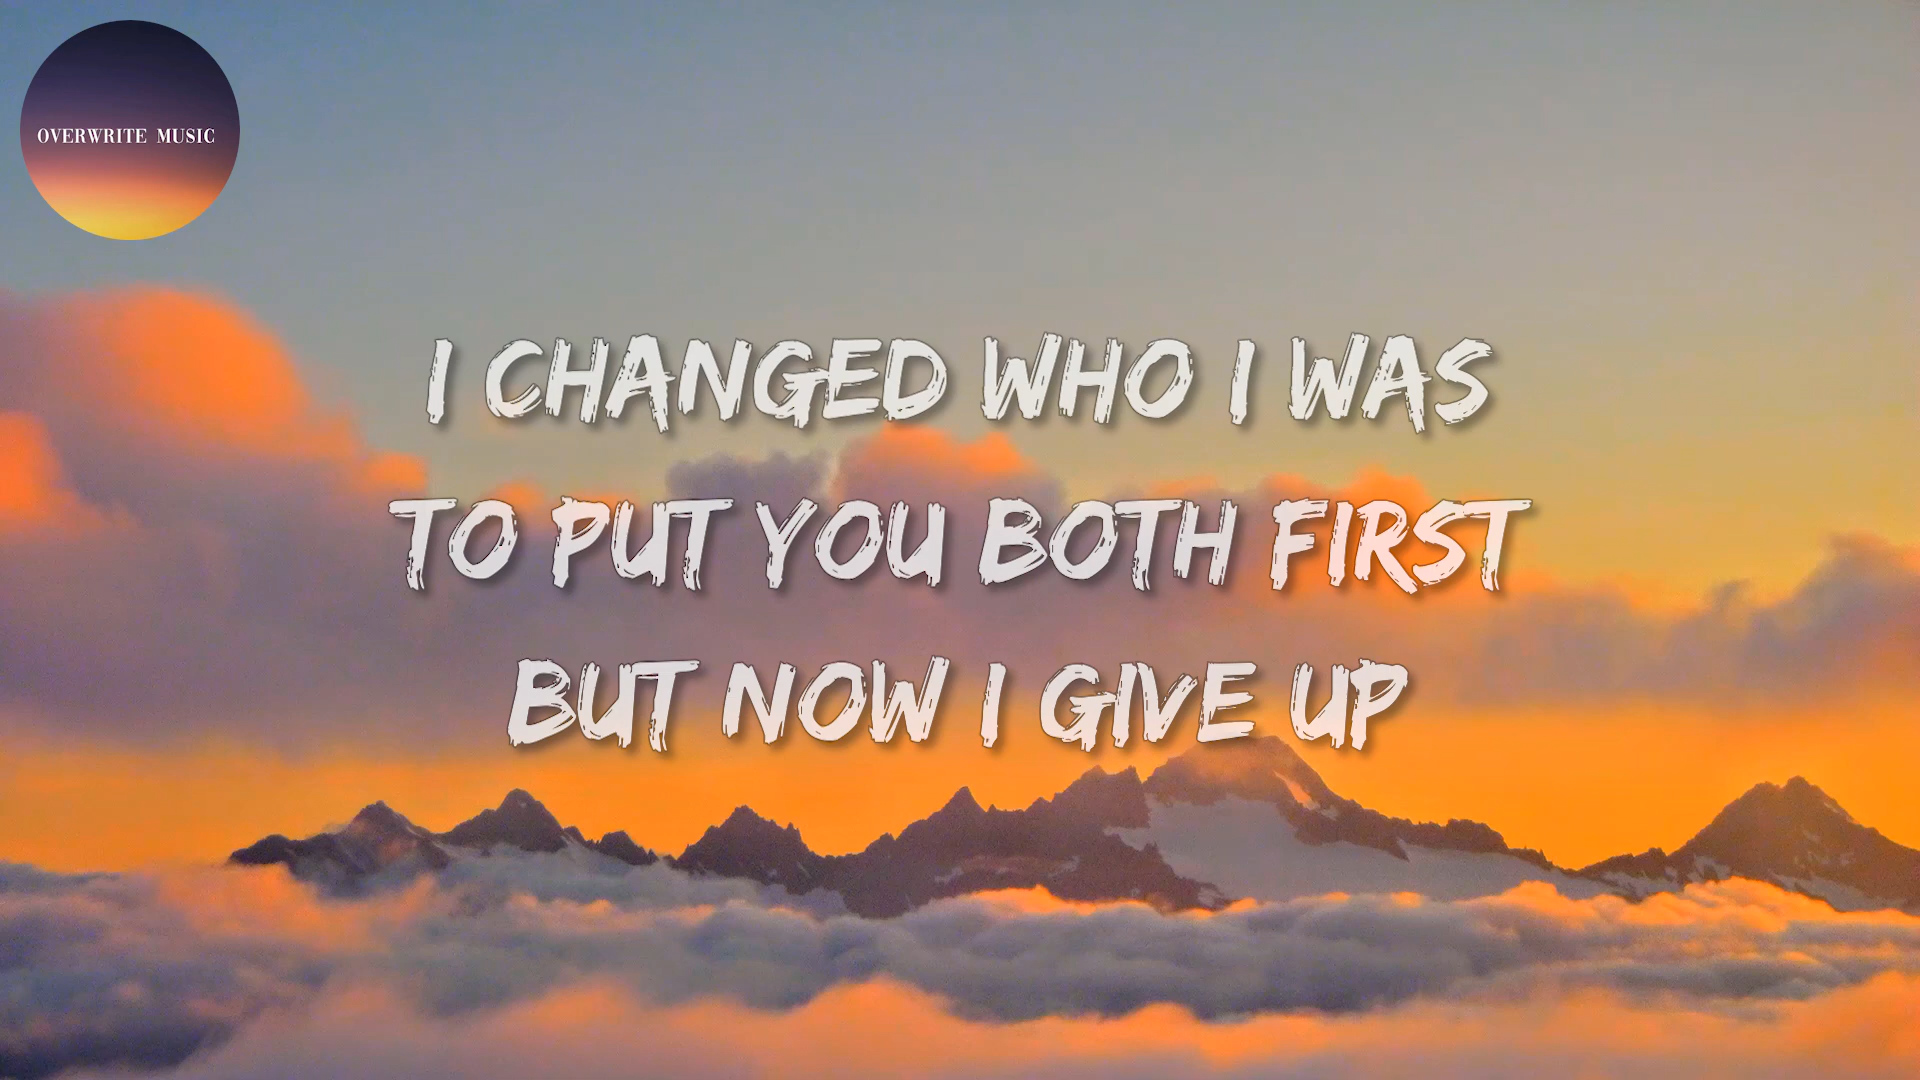 OVERWRITE MUSIC
I CHANGED WHO I WAS
TO PUT YOU BOTH FIRST
BUT NOW I GIVE UP